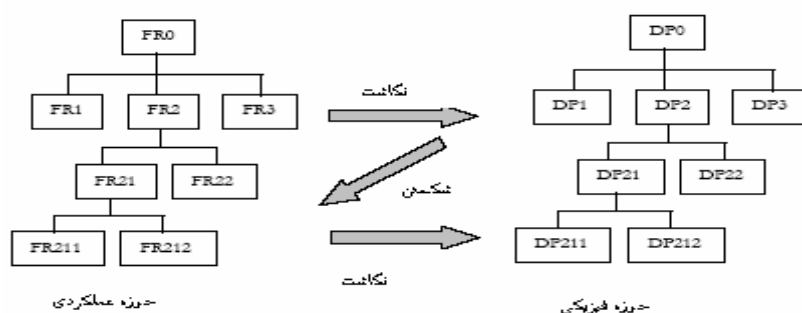 FR0
DP0
نگاشت
FR1 FR2 FR3
DP1 DP2 DP3
شکستن
FR21 FR22
DP21 DP22
FR211 FR212
DP211 DP212
نگاشت
حوزه عملکردی
حوزه فیزیکی